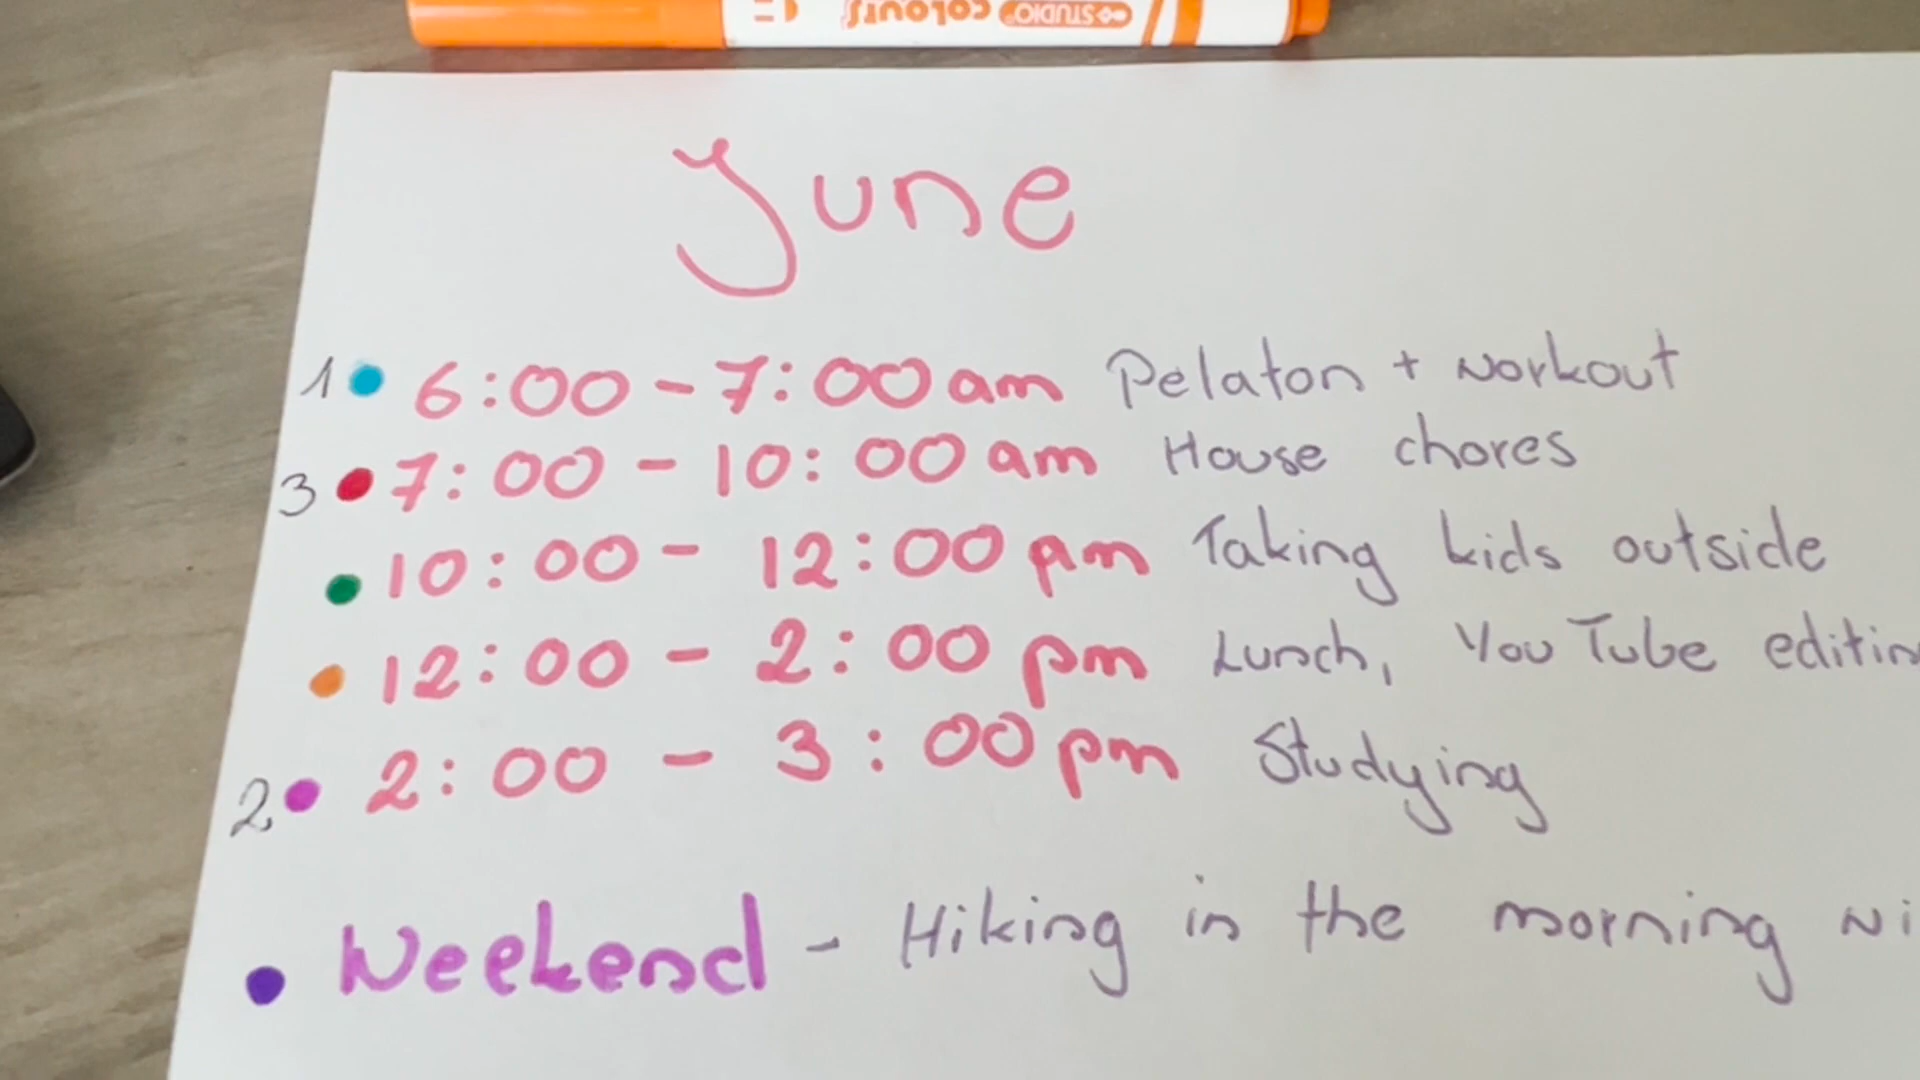 STUDIO colours
June
1 6:00 - 7:00 am Pelaton + workout
3 7:00 - 10:00 am House chores
10:00 - 12:00 pm Taking kids outside
12:00 - 2:00 pm Lunch, YouTube editin
2 2:00 - 3:00 pm Studying
Weekend - Hiking in the morning wi